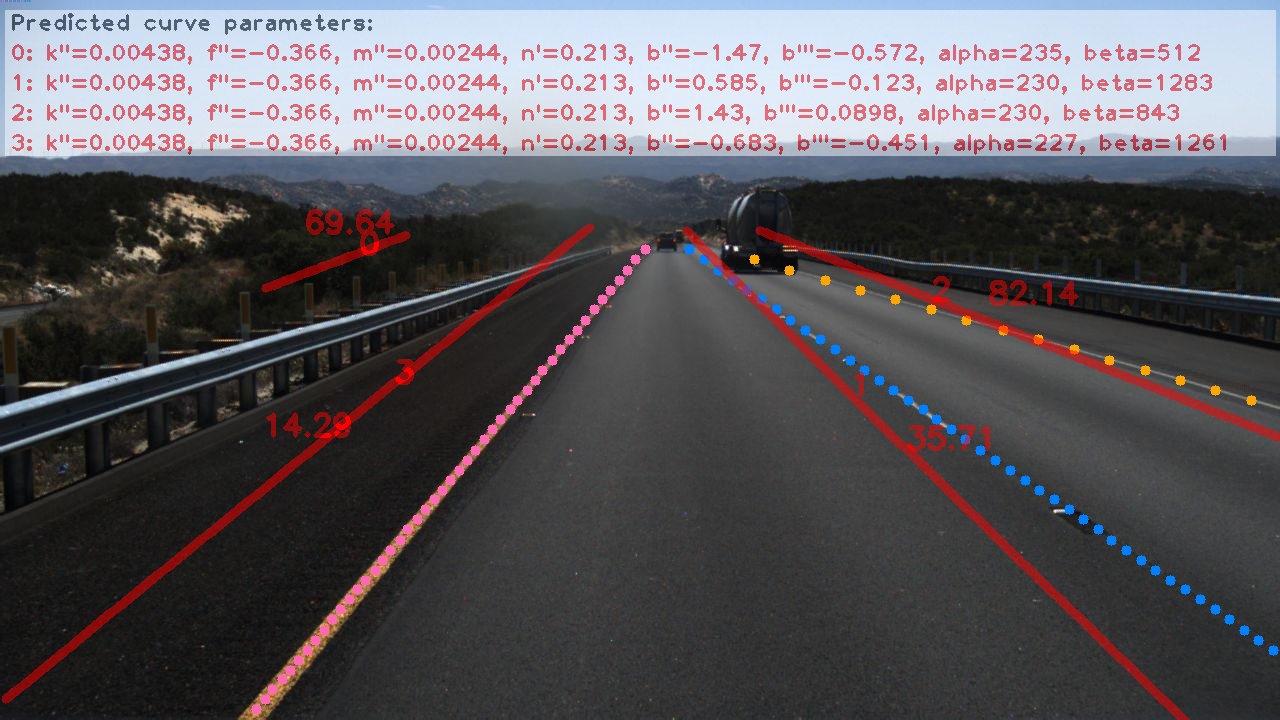 Predicted curve parameters:
0: k''=0.00438, f''=-0.366, m''=0.00244, n'=0.213, b''=-1.47, b'''=-0.572, alpha=235, beta=512
1: k''=0.00438, f''=-0.366, m''=0.00244, n'=0.213, b''=0.585, b'''=-0.123, alpha=230, beta=1283
2: k''=0.00438, f''=-0.366, m''=0.00244, n'=0.213, b''=1.43, b'''=0.0898, alpha=230, beta=843
3: k''=0.00438, f''=-0.366, m''=0.00244, n'=0.213, b''=-0.683, b'''=-0.451, alpha=227, beta=1261
69.64
0
2 82.14
3
1
14.29
35.71